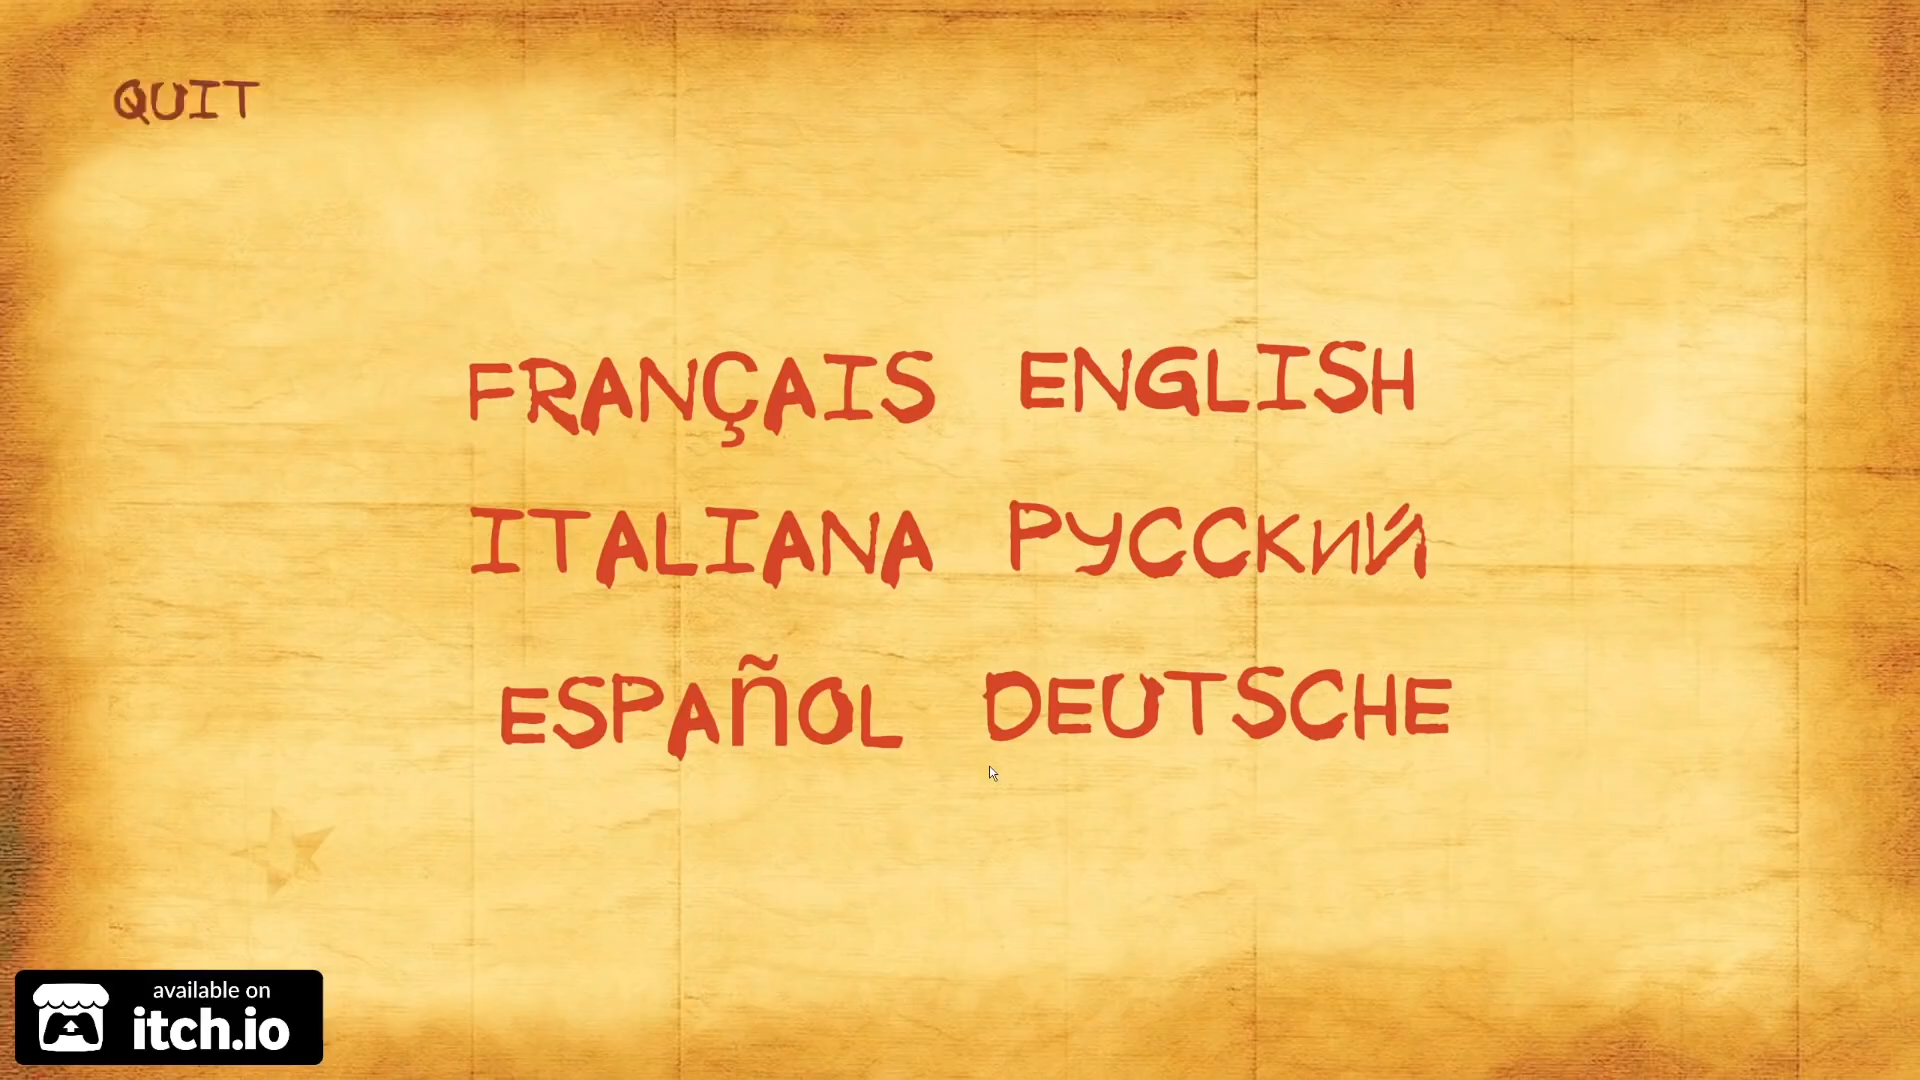 QUIT
FRANÇAIS ENGLISH
ITALIANA РУССКИЙ
ESPAÑOL DEUTSCHE
available on
itch.io